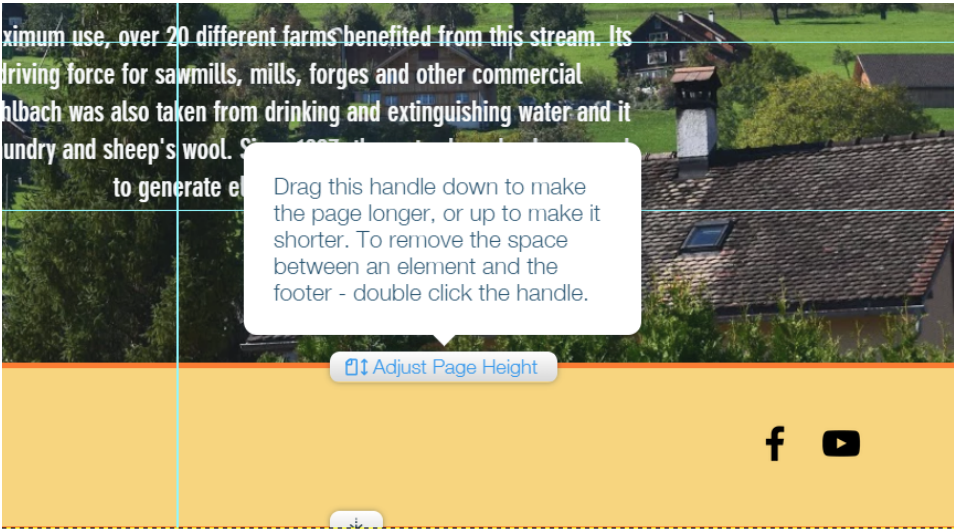 ximum use, over 20 different farms benefited from this stream. Its
driving force for sawmills, mills, forges and other commercial
hlbach was also taken from drinking and extinguishing water and it
undry and sheep's wool.
to generate
Drag this handle down to make
the page longer, or up to make it
shorter. To remove the space
between an element and the
footer - double click the handle.
Adjust Page Height